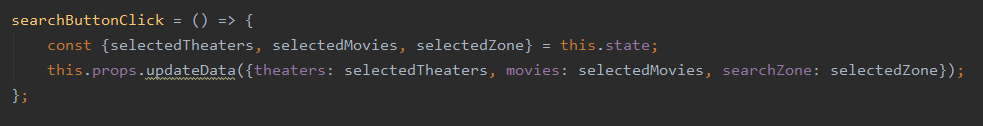 searchButtonClick = () => {
    const {selectedTheaters, selectedMovies, selectedZone} = this.state;
    this.props.updateData({theaters: selectedTheaters, movies: selectedMovies, searchZone: selectedZone});
};